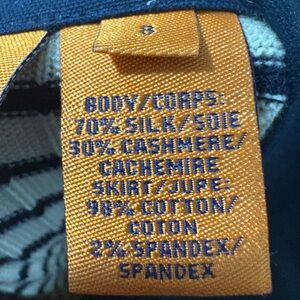 8
BODY/CORPS:
70% SILK/SOIE
30% CASHMERE/
CACHEMIRE
SKIRT/JUPE:
98% COTTON/
COTON
2% SPANDEX/
SPANDEX